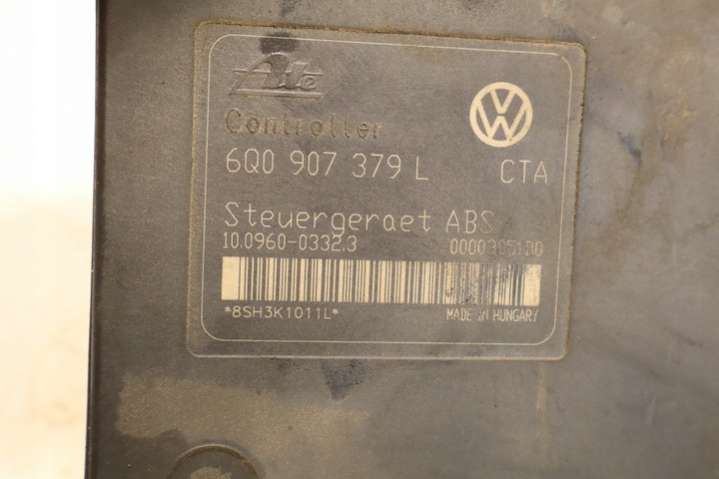 Ate
Controller
6Q0 907 379 L CTA
Steuergeraet ABS
10.0960-0332.3
*8SH3K1011L* MADE IN HUNGARY